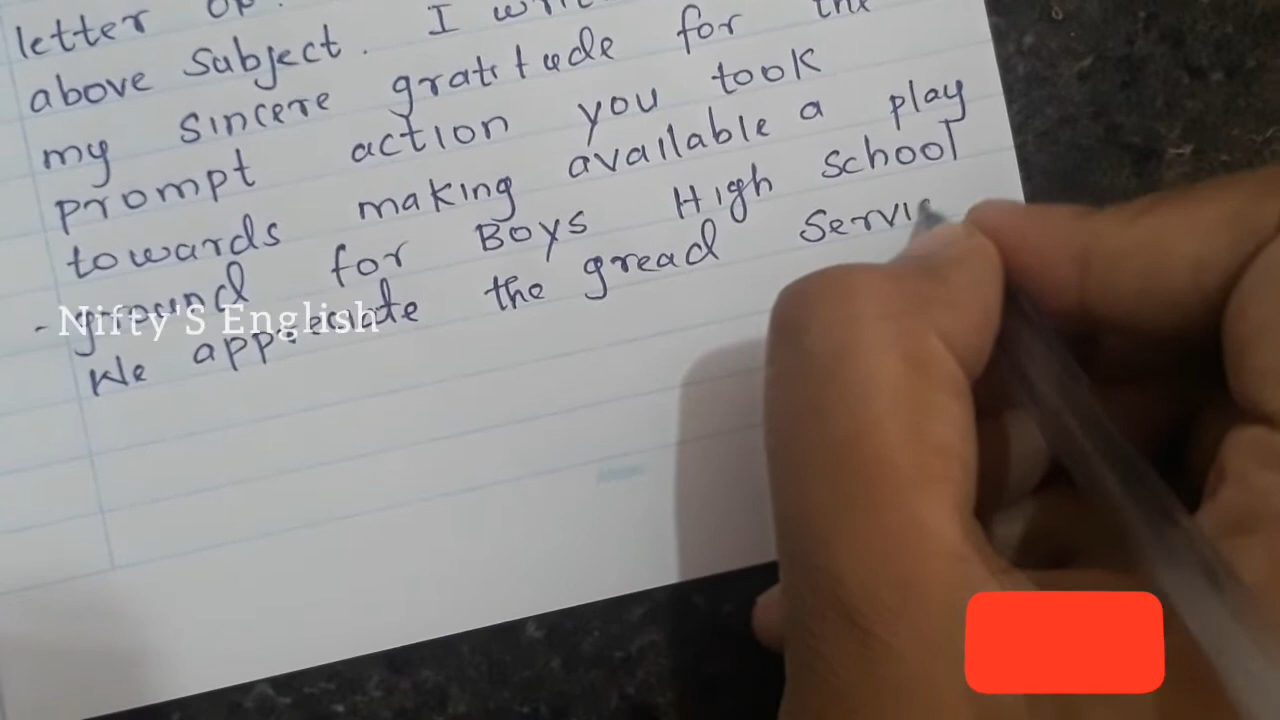 letter
above subject. I
my sincere gratitude for the
prompt action you took
towards making available a play
ground for Boys High School
We appreciate the gread Servi
Nifty'S English